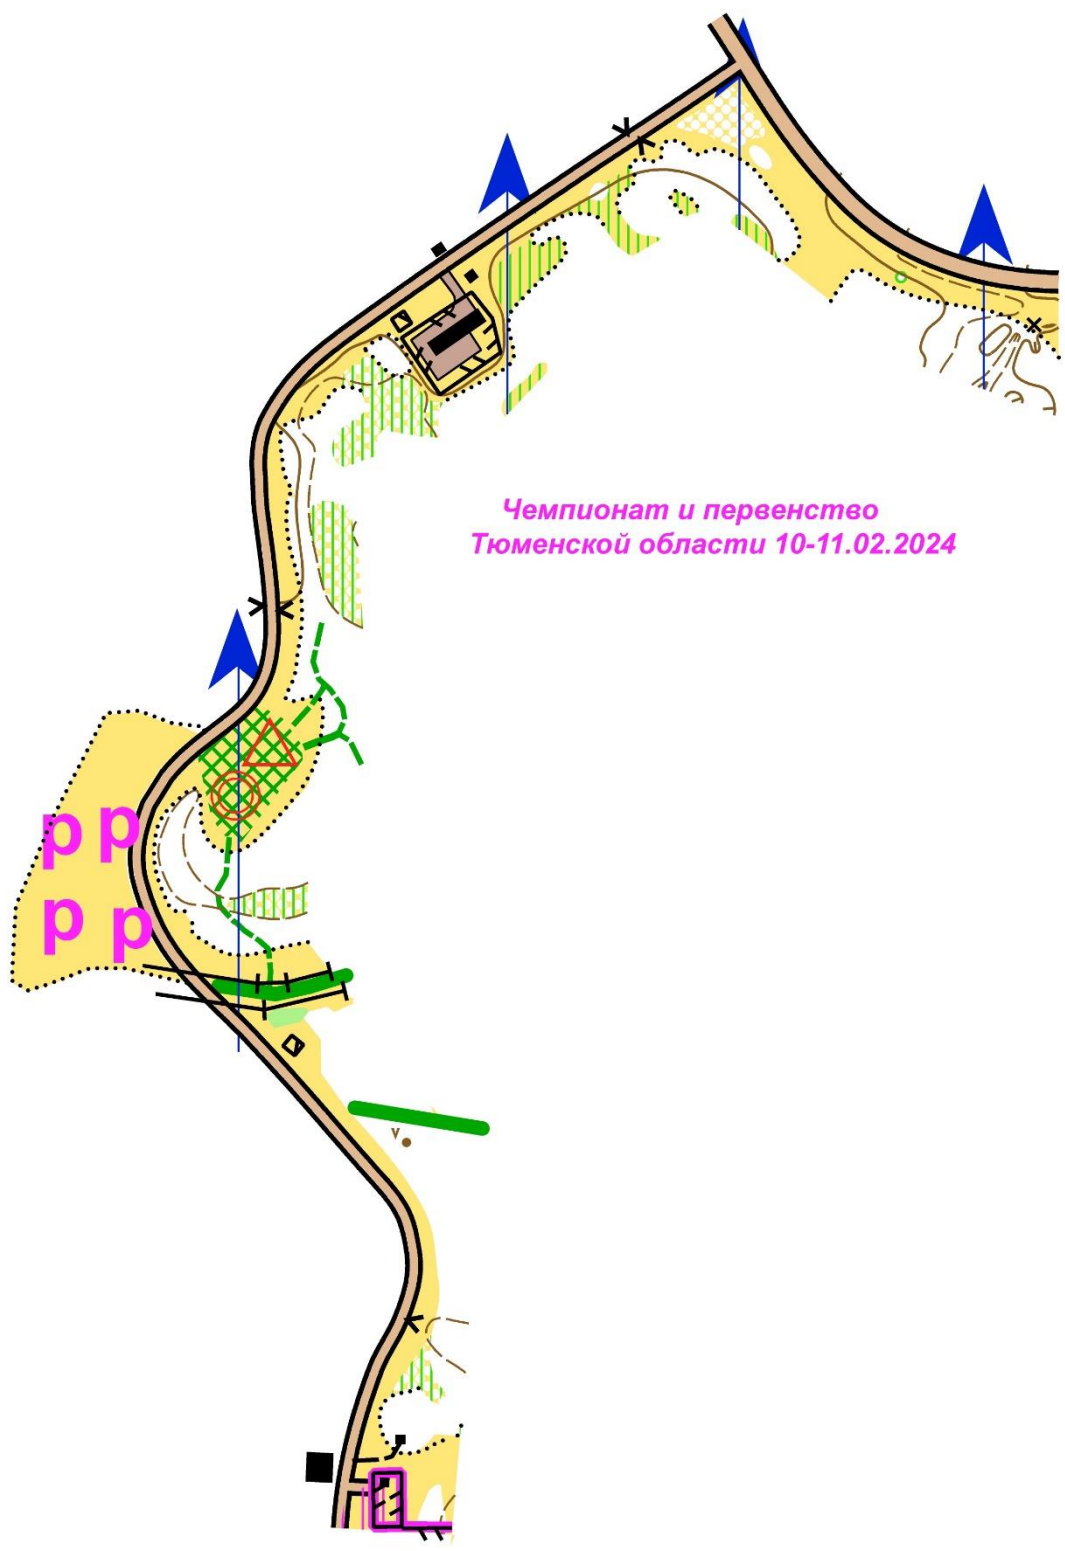 Чемпионат и первенство
Тюменской области 10-11.02.2024
р р
р р